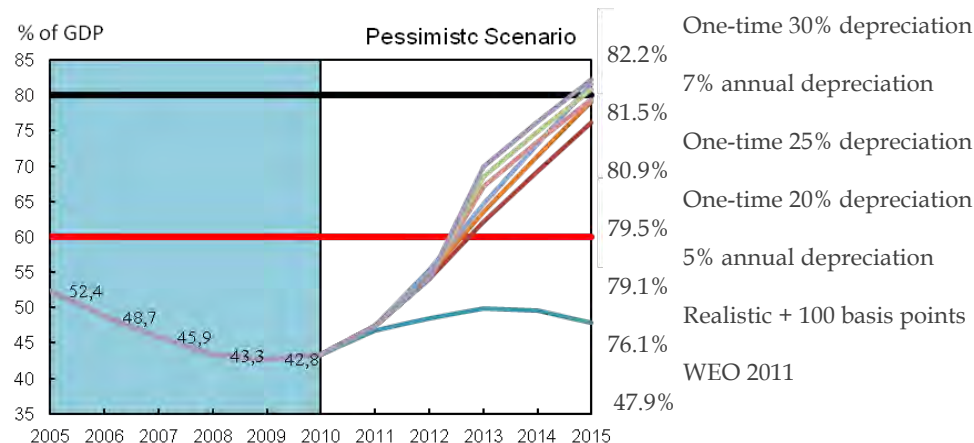 % of GDP
Pessimistc Scenario
85
80
75
70
65
60
55
50
45
40
35
52,4
48,7
45,9
43,3
42,8
2005 2006 2007 2008 2009 2010 2011 2012 2013 2014 2015
One-time 30% depreciation
82.2%
7% annual depreciation
81.5%
One-time 25% depreciation
80.9%
One-time 20% depreciation
79.5%
5% annual depreciation
79.1%
Realistic + 100 basis points
76.1%
WEO 2011
47.9%